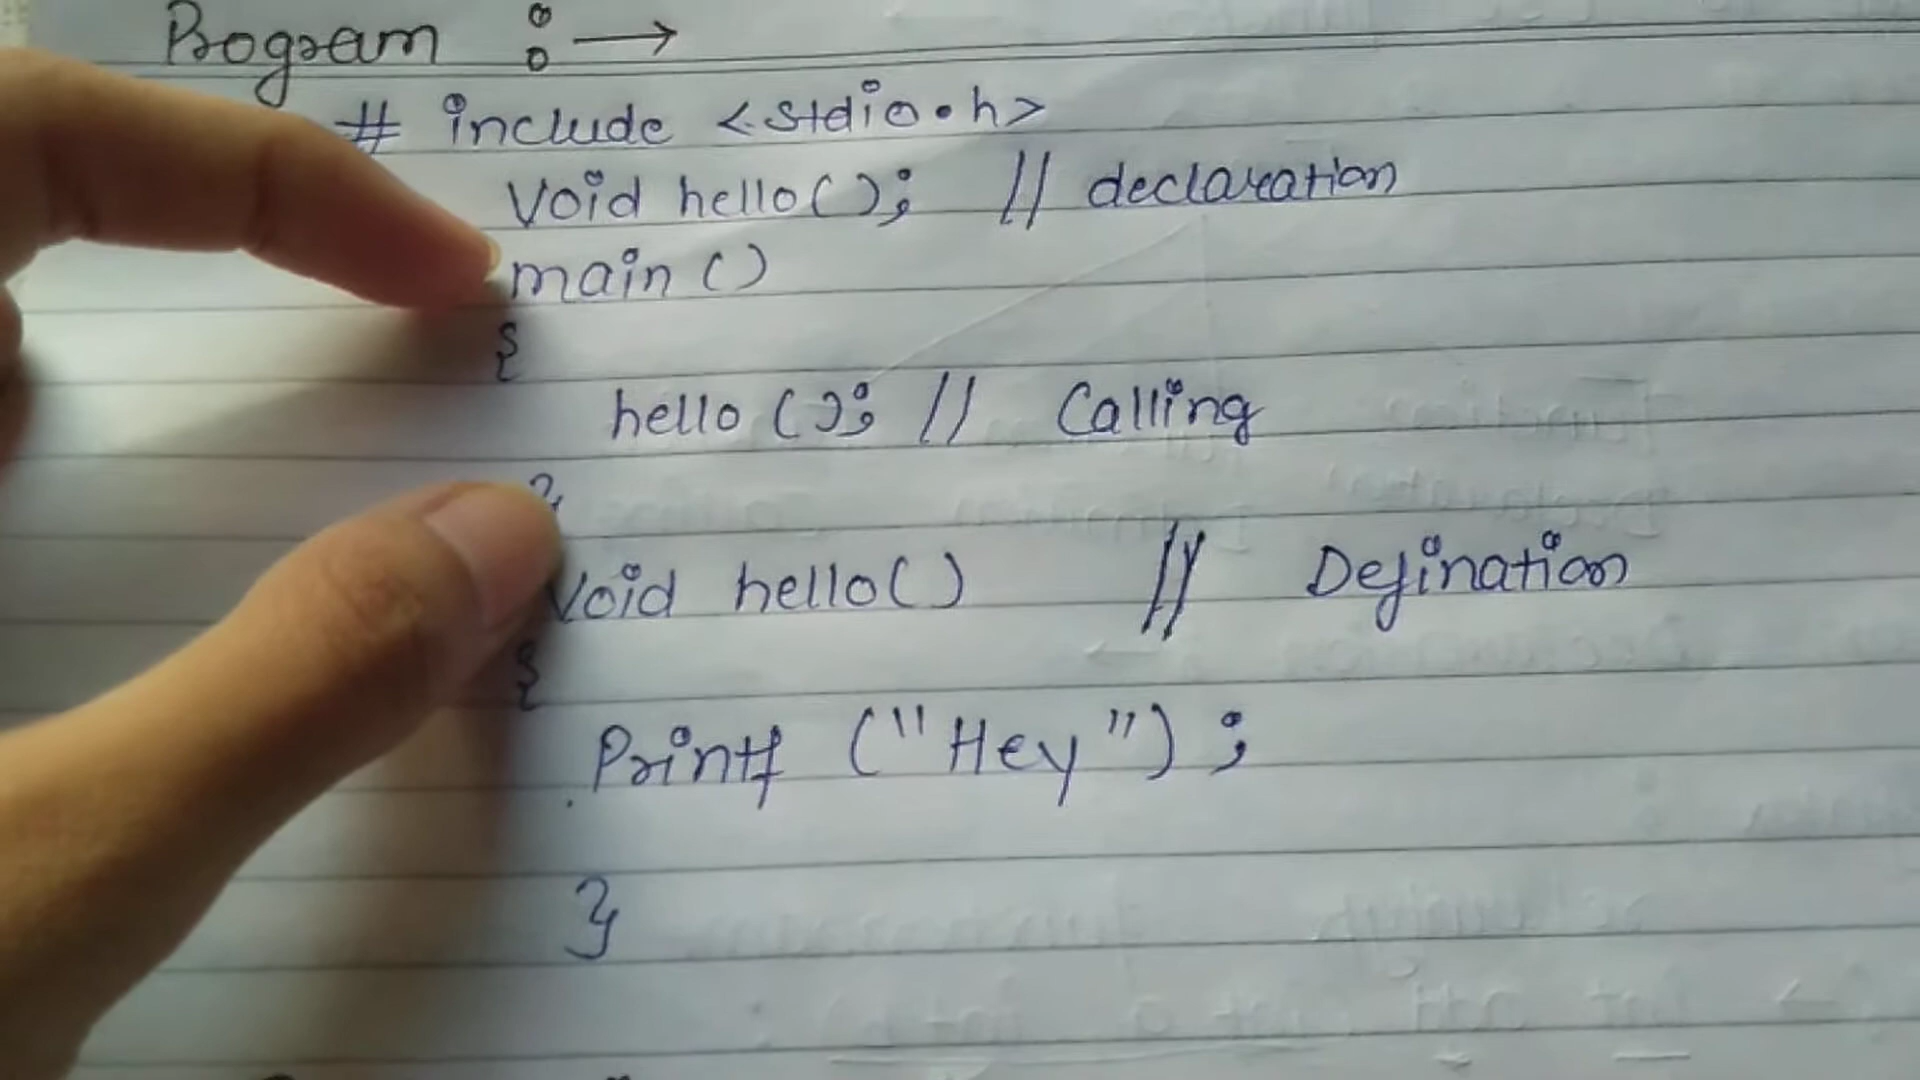 Program :→
# include <stdio.h>
Void hello(); // declaration
main ()
{
hello (); // Calling
}
Void hello() // Defination
{
Printf ("Hey");
}